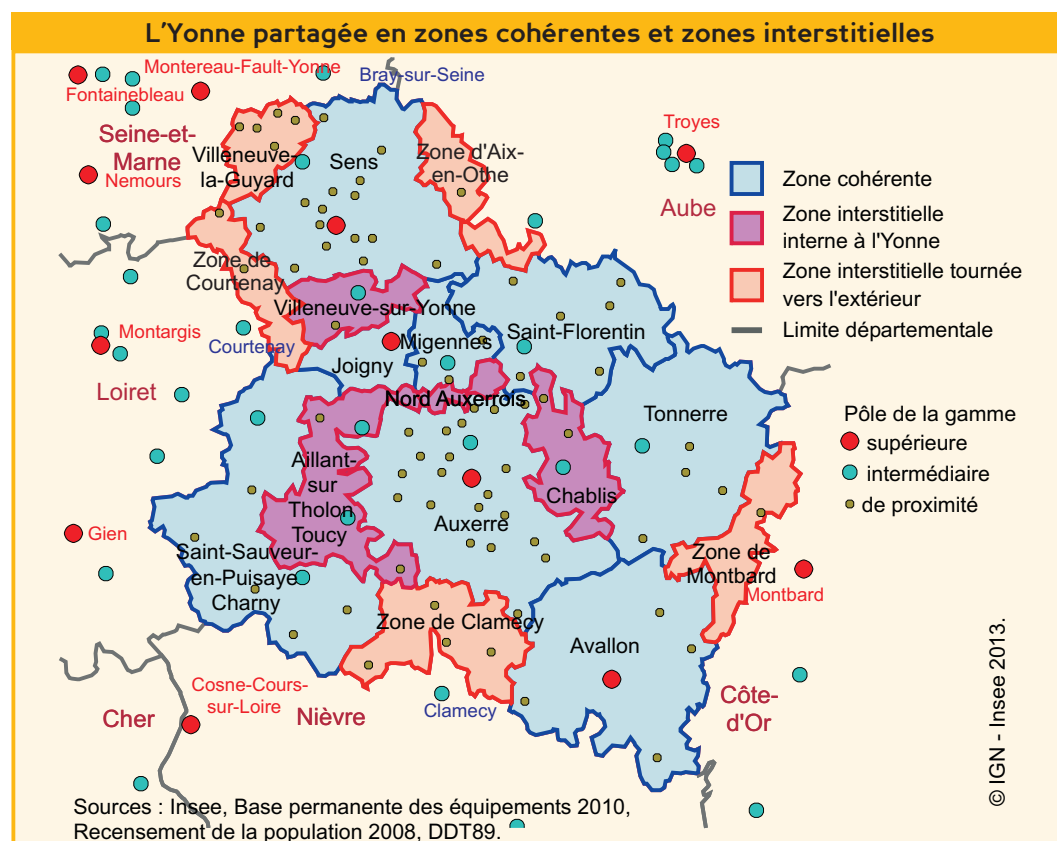 L'Yonne partagée en zones cohérentes et zones interstitielles
Montereau-Fault-Yonne
Bray-sur-Seine
Fontainebleau
Seine-et-
Marne
Nemours
Villeneuve-
la-Guyard
Sens
Zone d'Aix-
en-Othe
Troyes
Aube
Zone cohérente
Zone interstitielle
interne à l'Yonne
Zone interstitielle tournée
vers l'extérieur
Limite départementale
Zone de
Courtenay
Villeneuve-sur-Yonne
Montargis
Courtenay
Loiret
Joigny
Migennes
Saint-Florentin
Nord Auxerrois
Tonnerre
Pôle de la gamme
supérieure
intermédiaire
de proximité
Aillant-
sur
Tholon
Toucy
Auxerre
Chablis
Gien
Saint-Sauveur-
en-Puisaye
Charny
Zone de
Montbard
Montbard
Zone de Clamecy
Avallon
Cosne-Cours-
sur-Loire
Cher
Nièvre
Clamecy
Côte-
d'Or
© IGN - Insee 2013.
Sources : Insee, Base permanente des équipements 2010,
Recensement de la population 2008, DDT89.